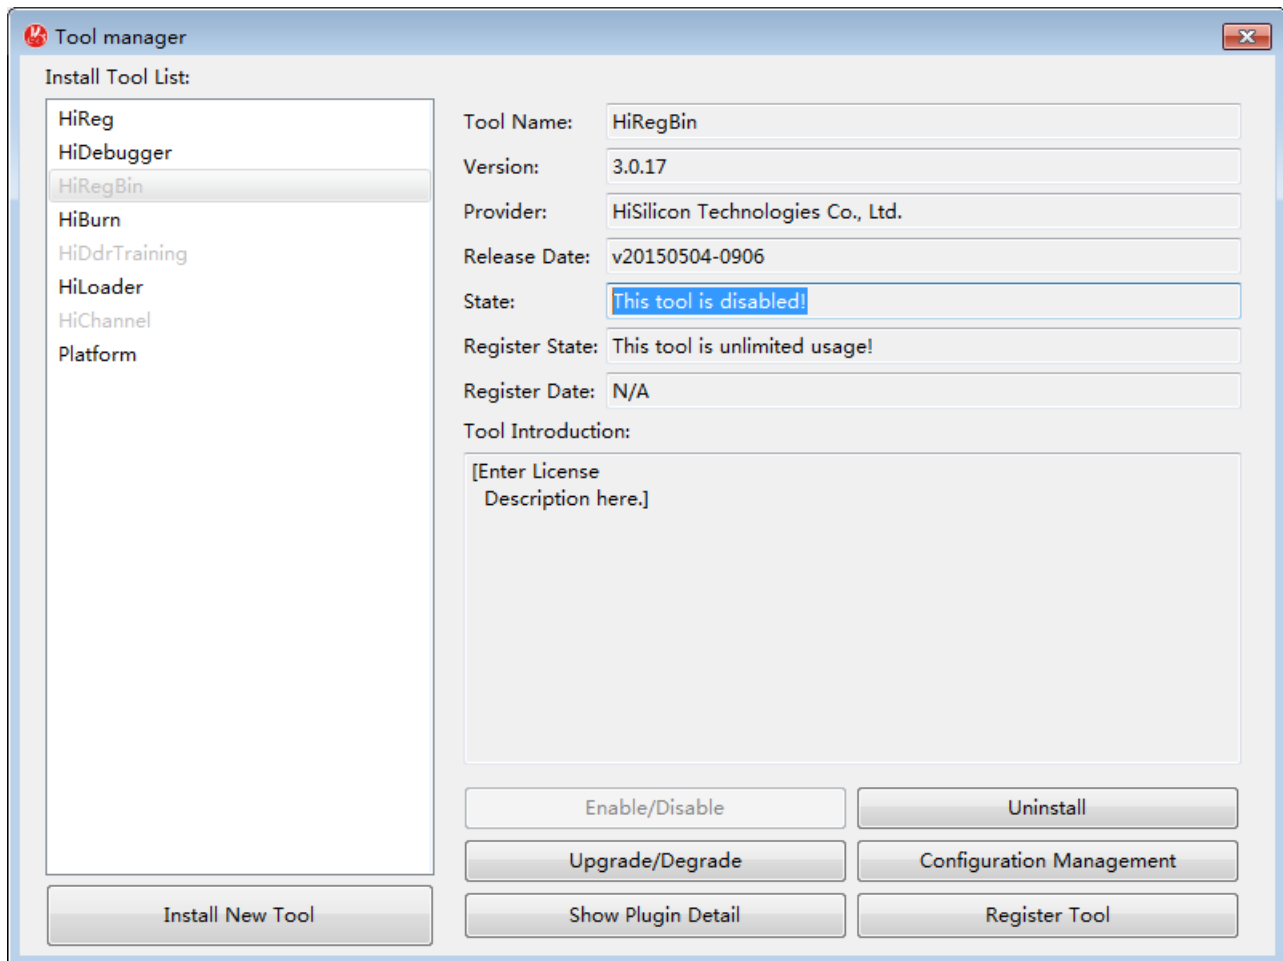 Tool manager
Install Tool List:
HiReg
HiDebugger
HiRegBin
HiBurn
HiDdrTraining
HiLoader
HiChannel
Platform
Install New Tool
Tool Name: HiRegBin
Version: 3.0.17
Provider: HiSilicon Technologies Co., Ltd.
Release Date: v20150504-0906
State: This tool is disabled!
Register State: This tool is unlimited usage!
Register Date: N/A
Tool Introduction:
[Enter License
Description here.]
Enable/Disable Uninstall
Upgrade/Degrade Configuration Management
Show Plugin Detail Register Tool